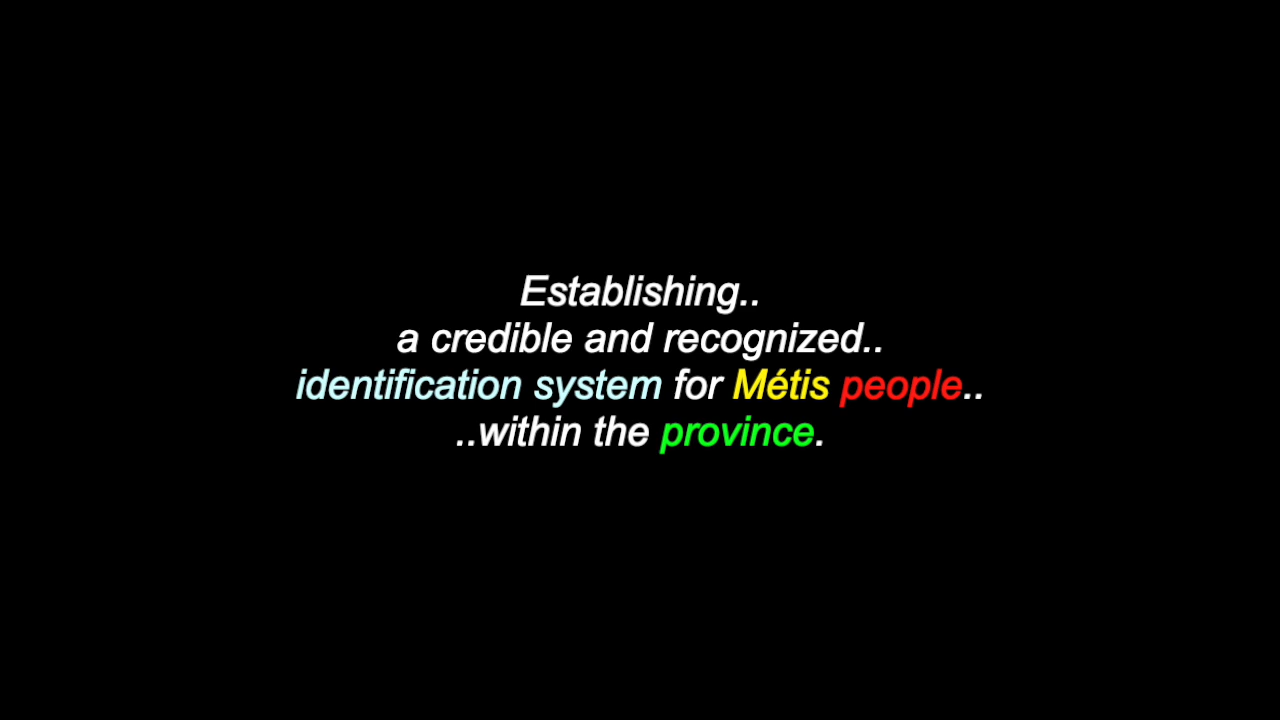 Establishing..
a credible and recognized..
identification system for Métis people..
..within the province.